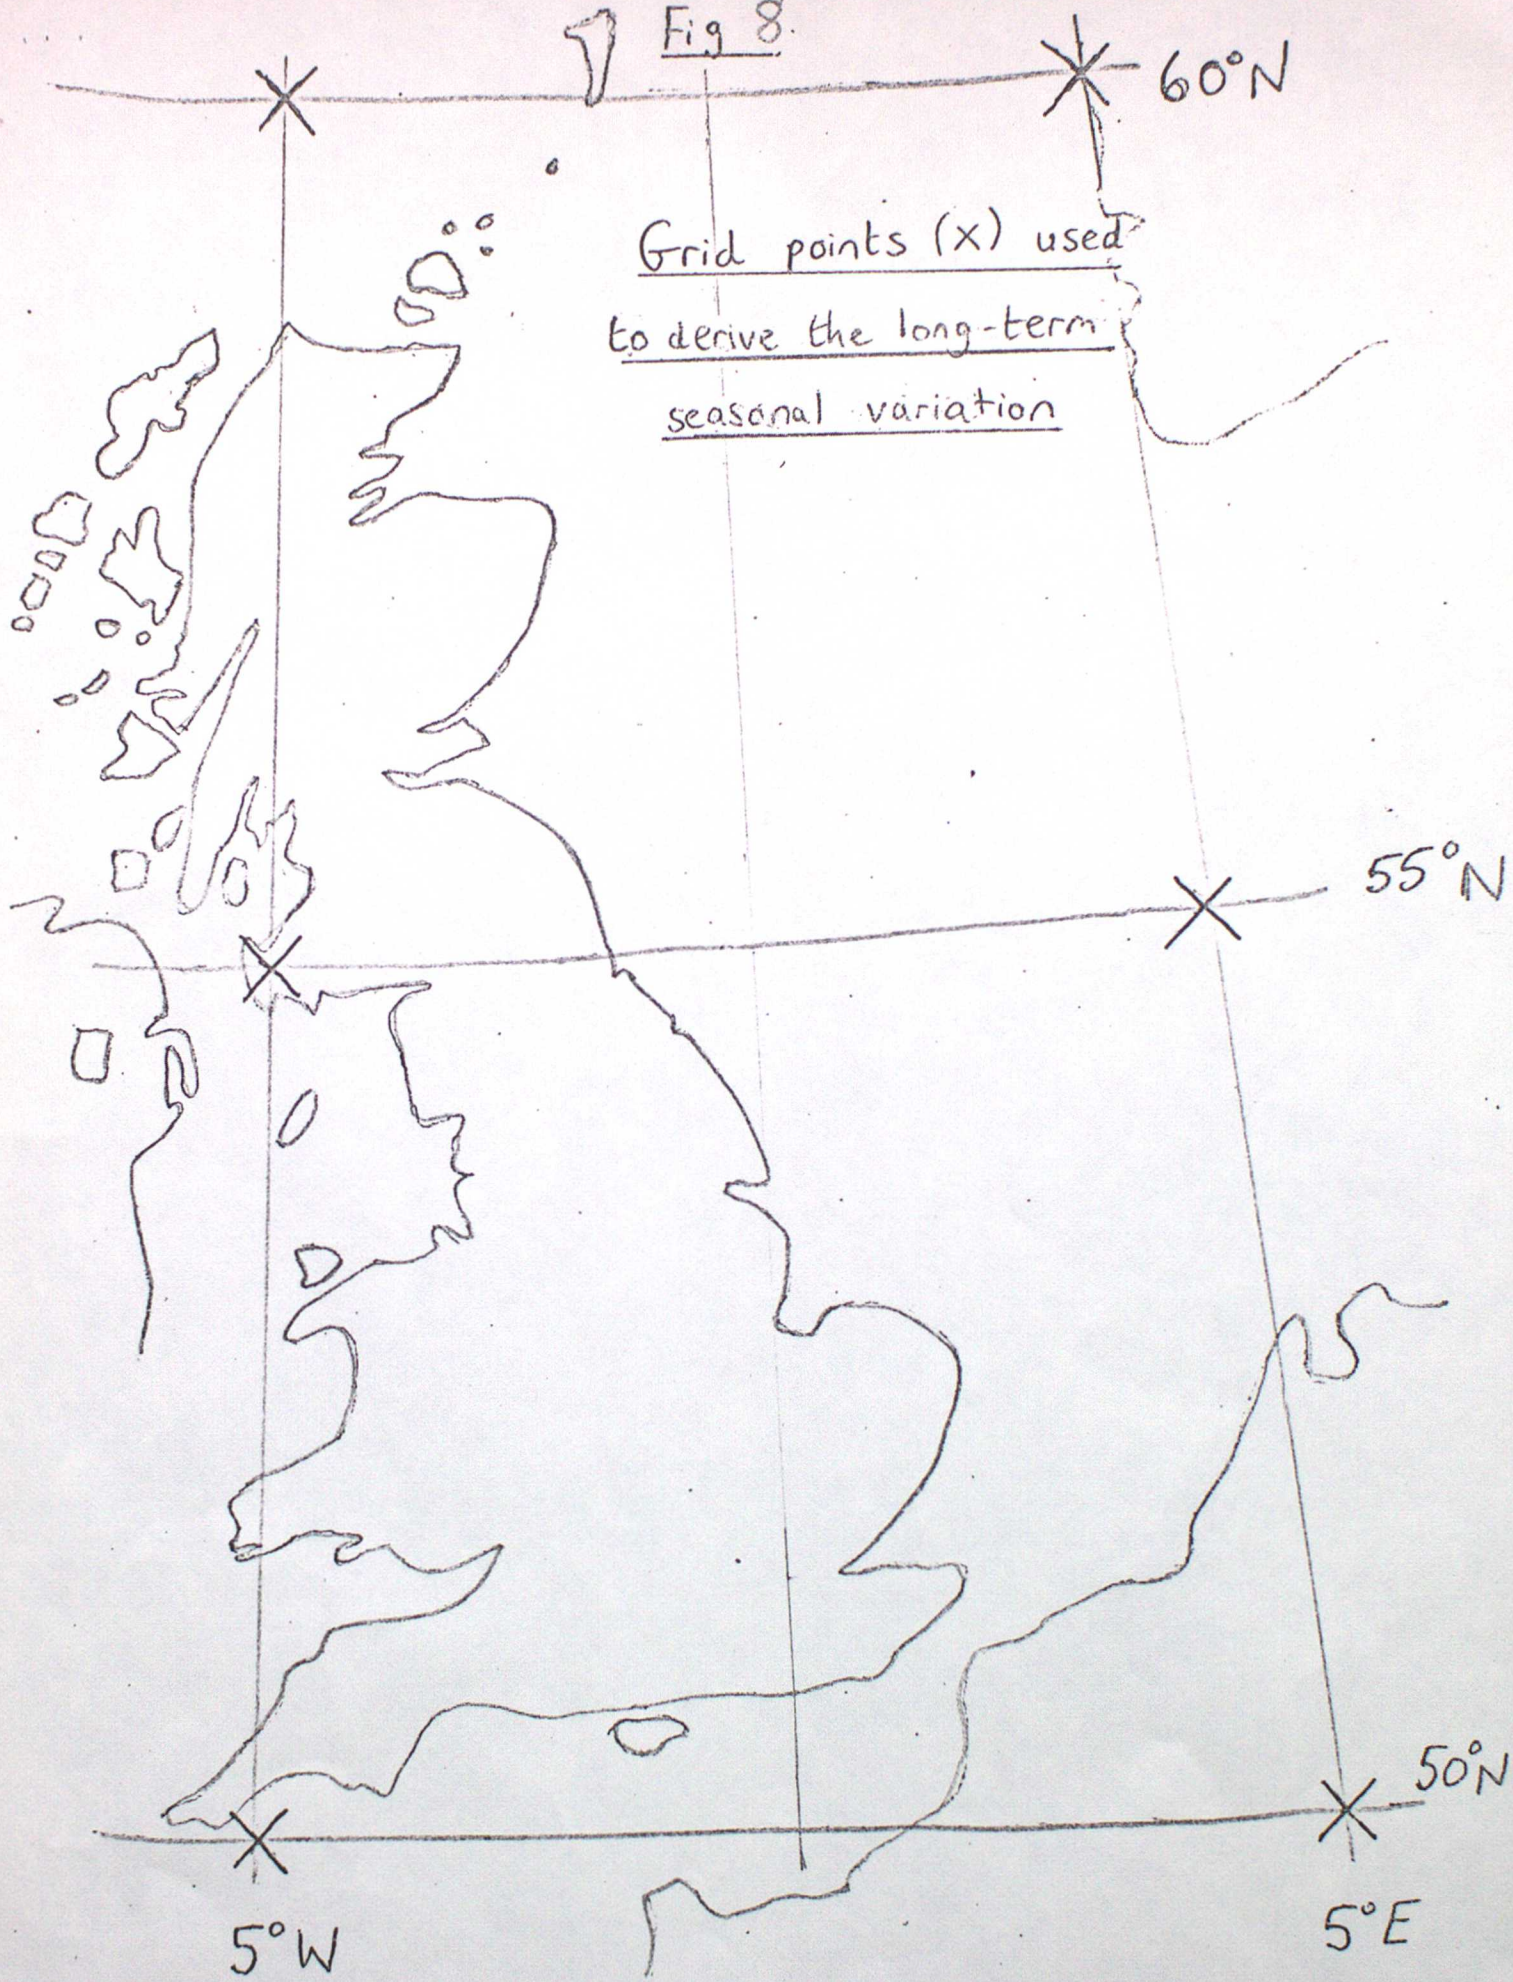 Fig 8.
60°N
Grid points (x) used
to derive the long-term
seasonal variation
55°N
50°N
5°W
5°E